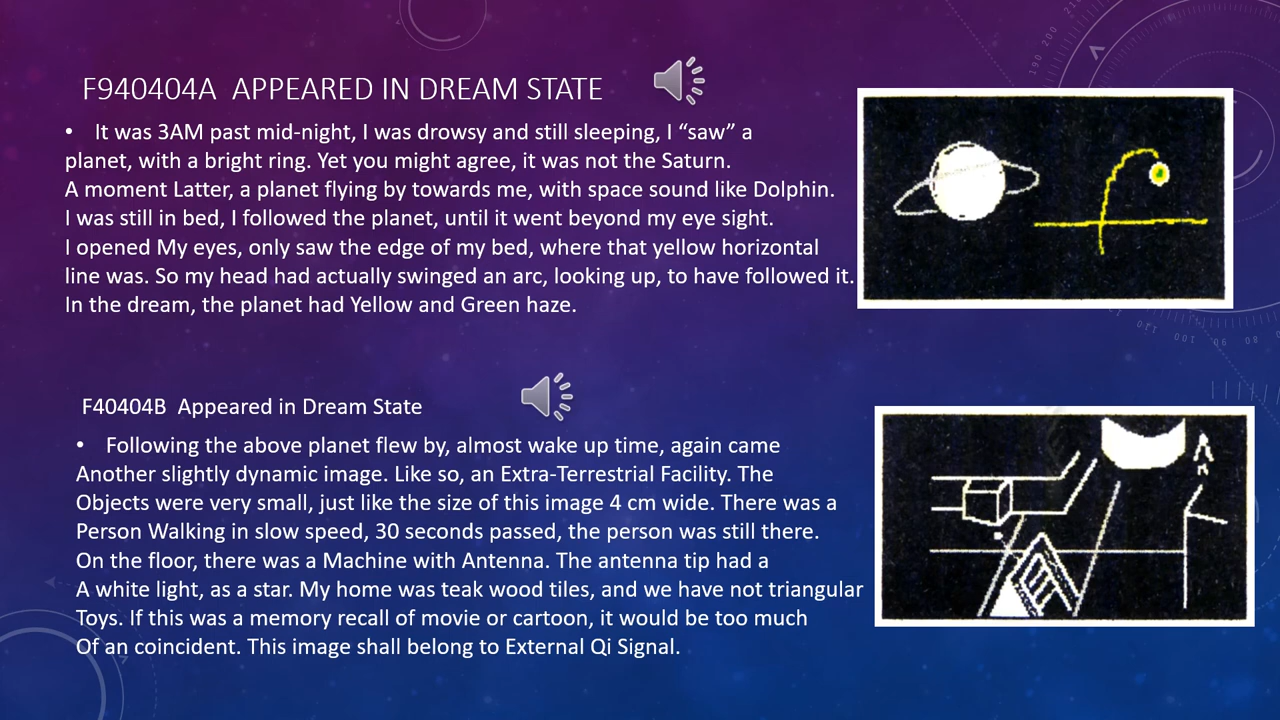 F940404A APPEARED IN DREAM STATE
• It was 3AM past mid-night, I was drowsy and still sleeping, I “saw” a
planet, with a bright ring. Yet you might agree, it was not the Saturn.
A moment Latter, a planet flying by towards me, with space sound like Dolphin.
I was still in bed, I followed the planet, until it went beyond my eye sight.
I opened My eyes, only saw the edge of my bed, where that yellow horizontal
line was. So my head had actually swinged an arc, looking up, to have followed it.
In the dream, the planet had Yellow and Green haze.
F40404B Appeared in Dream State
• Following the above planet flew by, almost wake up time, again came
Another slightly dynamic image. Like so, an Extra-Terrestrial Facility. The
Objects were very small, just like the size of this image 4 cm wide. There was a
Person Walking in slow speed, 30 seconds passed, the person was still there.
On the floor, there was a Machine with Antenna. The antenna tip had a
A white light, as a star. My home was teak wood tiles, and we have not triangular
Toys. If this was a memory recall of movie or cartoon, it would be too much
Of an coincident. This image shall belong to External Qi Signal.